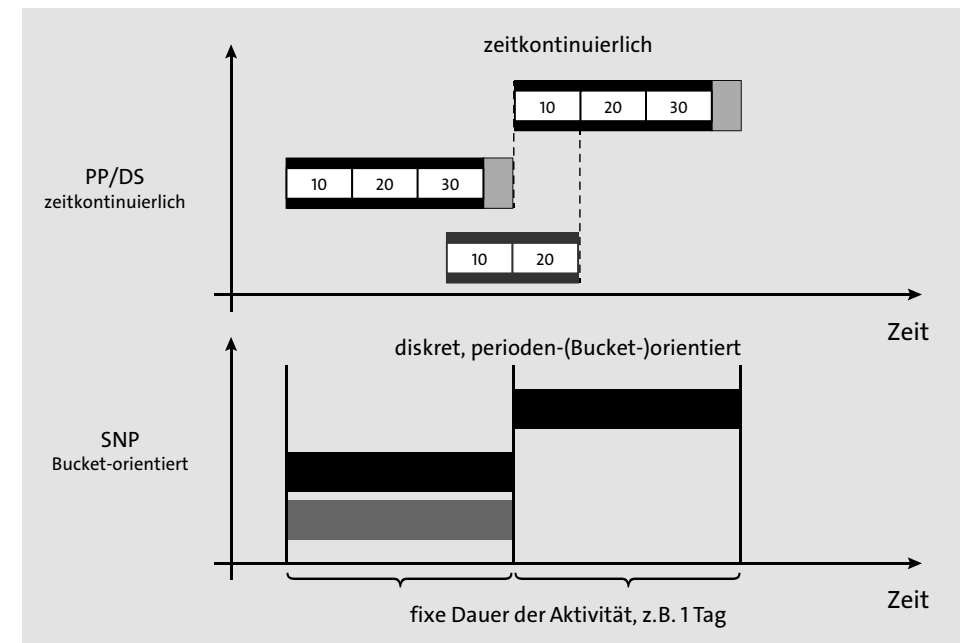 zeitkontinuierlich
10 20 30
PP/DS
zeitkontinuierlich
10 20 30
10 20
Zeit
diskret, perioden-(Bucket-)orientiert
SNP
Bucket-orientiert
Zeit
fixe Dauer der Aktivität, z.B. 1 Tag